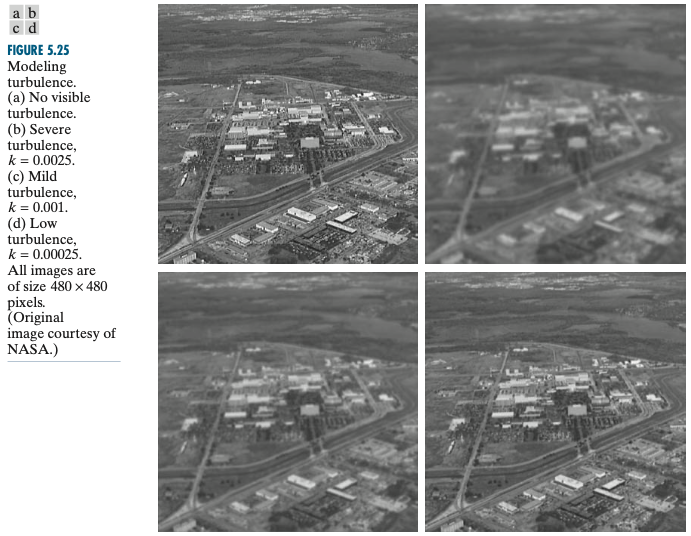 a b
c d
FIGURE 5.25
Modeling
turbulence.
(a) No visible
turbulence.
(b) Severe
turbulence,
k = 0.0025.
(c) Mild
turbulence,
k = 0.001.
(d) Low
turbulence,
k = 0.00025.
All images are
of size 480 × 480
pixels.
(Original
image courtesy of
NASA.)